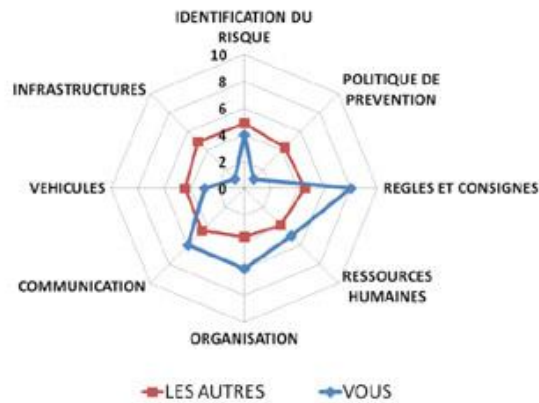 IDENTIFICATION DU
RISQUE
10
8
6
4
2
0
POLITIQUE DE
PREVENTION
REGLES ET CONSIGNES
RESSOURCES
HUMAINES
ORGANISATION
COMMUNICATION
VEHICULES
INFRASTRUCTURES
LES AUTRES
VOUS